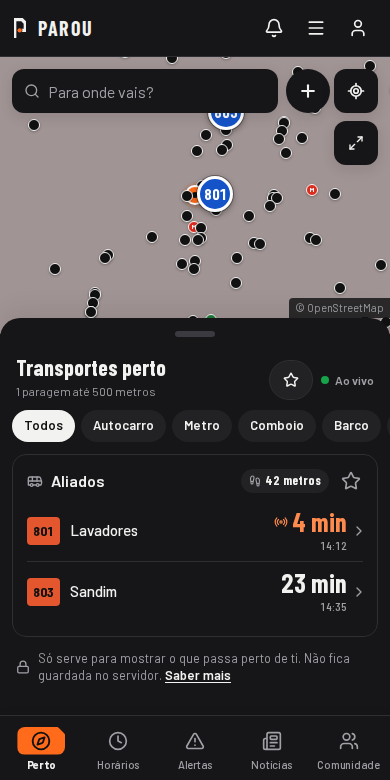 PAROU
Para onde vais?
803
801
M
M
© OpenStreetMap
Transportes perto
1 paragem até 500 metros
Ao vivo
Todos
Autocarro
Metro
Comboio
Barco
Aliados
42 metros
801
Lavadores
4 min
14:12
803
Sandim
23 min
14:35
Só serve para mostrar o que passa perto de ti. Não fica
guardada no servidor. Saber mais
Perto
Horários
Alertas
Notícias
Comunidade